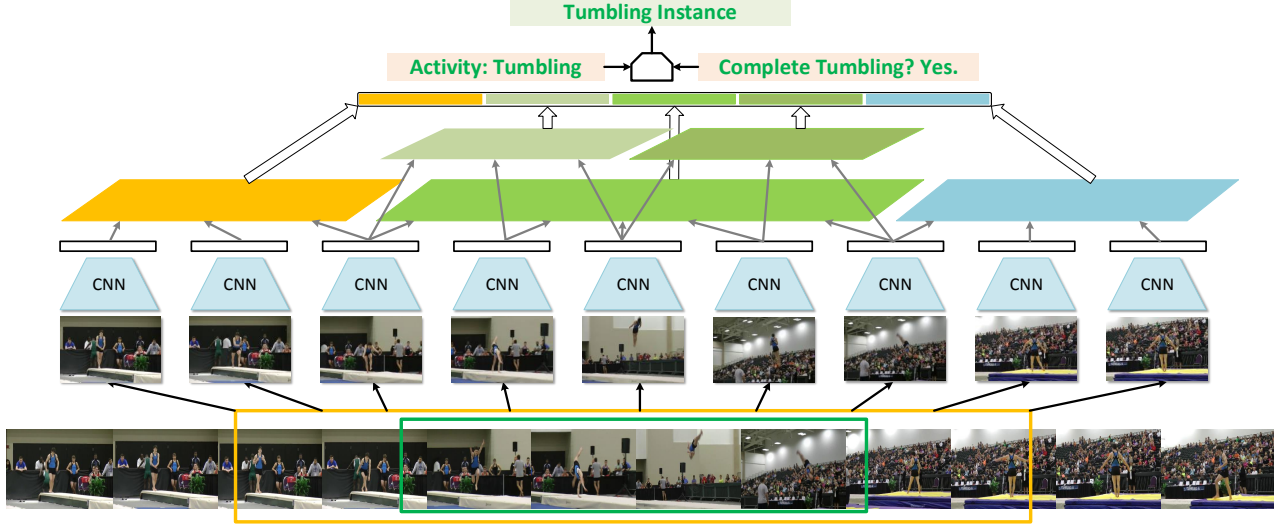 Tumbling Instance
Activity: Tumbling
Complete Tumbling? Yes.
CNN CNN CNN CNN CNN CNN CNN CNN CNN